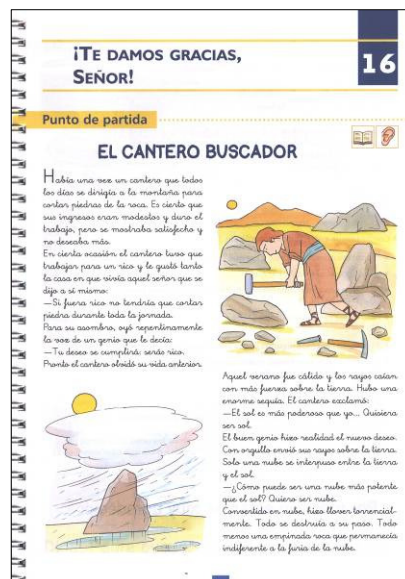 ¡TE DAMOS GRACIAS,
SEÑOR!
16
Punto de partida
EL CANTERO BUSCADOR
Había una vez un cantero que todos
los días se dirigía a la montaña para
cortar piedras de la roca. Es cierto que
sus ingresos eran modestos y duro el
trabajo, pero se mostraba satisfecho y
no deseaba más.
En cierta ocasión el cantero tuvo que
trabajar para un rico y le gustó tanto
la casa en que vivía aquel señor que se
dijo a sí mismo:
—Si fuera rico no tendría que cortar
piedra durante toda la jornada.
Para su asombro, oyó repentinamente
la voz de un genio que le decía:
—Tu deseo se cumplirá: serás rico.
Pronto el cantero olvidó su vida anterior.
Aquel verano fue cálido y los rayos caían
con más fuerza sobre la tierra. Hubo una
enorme sequía. El cantero exclamó:
—El sol es más poderoso que yo... Quisiera
ser sol.
El buen genio hizo realidad el nuevo deseo.
Con orgullo envió sus rayos sobre la tierra.
Solo una nube se interpuso entre la tierra
y el sol.
—¿Cómo puede ser una nube más potente
que el sol? Quiero ser nube.
Convertido en nube, hizo llover torrencial-
mente. Todo se destruía a su paso. Todo
menos una empinada roca que permanecía
indiferente a la furia de la nube.